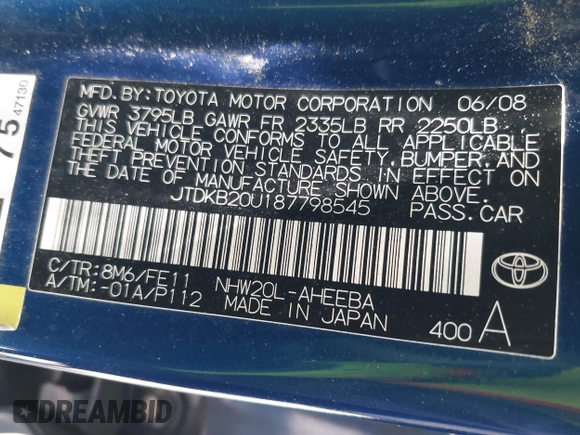 MFD. BY: TOYOTA MOTOR CORPORATION 06/08
GVWR 3795LB GAWR FR 2335LB RR 2250LB
THIS VEHICLE CONFORMS TO ALL APPLICABLE
FEDERAL MOTOR VEHICLE SAFETY, BUMPER, AND
THEFT PREVENTION STANDARDS IN EFFECT ON
THE DATE OF MANUFACTURE SHOWN ABOVE.
JTDKB20U187798545 PASS. CAR
C/TR: 8M6/FE11 NHW20L-AHEEBA
A/TM: -01A/P112 MADE IN JAPAN
400 A
75
47130
DREAMBID